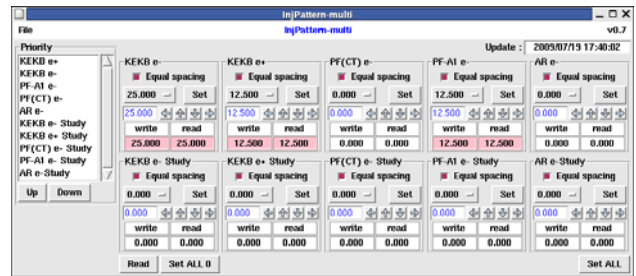 InjPattern-multi
File InjPattern-multi v0.7
Update : 2009/07/19 17:40:02
Priority
KEKB e+
KEKB e-
PF-A1 e-
PF(CT) e-
AR e-
KEKB e- Study
KEKB e+ Study
PF(CT) e- Study
PF-A1 e- Study
AR e-Study
Up Down
KEKB e- KEKB e+ PF(CT) e- PF-A1 e- AR e-
Equal spacing Equal spacing Equal spacing Equal spacing Equal spacing
25.000 Set 12.500 Set 0.000 Set 12.500 Set 0.000 Set
25.000 12.500 0.000 12.500 0.000
write read write read write read write read write read
25.000 25.000 12.500 12.500 0.000 0.000 12.500 12.500 0.000 0.000
KEKB e- Study KEKB e+ Study PF(CT) e- Study PF-A1 e- Study AR e-Study
Equal spacing Equal spacing Equal spacing Equal spacing Equal spacing
0.000 Set 0.000 Set 0.000 Set 0.000 Set 0.000 Set
0.000 0.000 0.000 0.000 0.000
write read write read write read write read write read
0.000 0.000 0.000 0.000 0.000 0.000 0.000 0.000 0.000 0.000
Read Set ALL 0 Set ALL